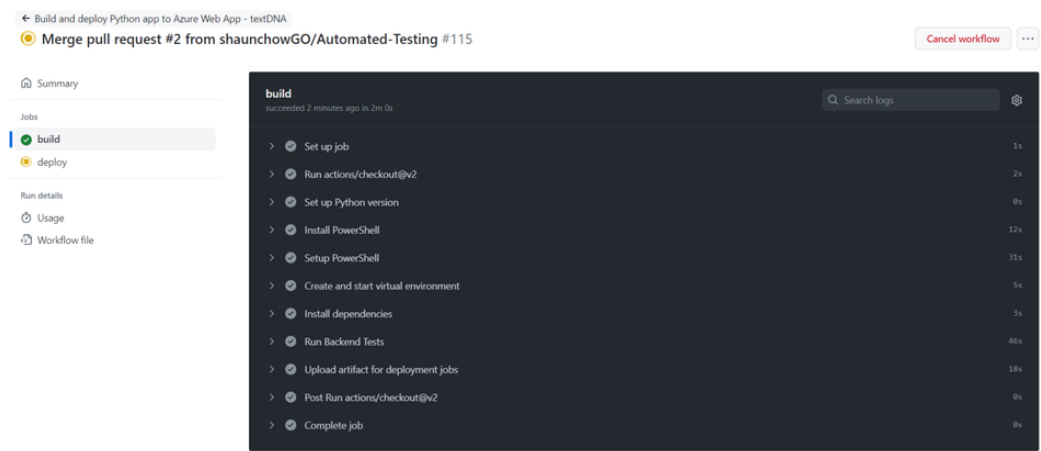 ← Build and deploy Python app to Azure Web App - textDNA
Merge pull request #2 from shaunchowGO/Automated-Testing #115
Cancel workflow
...
Summary
Jobs
build
deploy
Run details
Usage
Workflow file
build
succeeded 2 minutes ago in 2m 0s
Search logs
Set up job 1s
Run actions/checkout@v2 2s
Set up Python version 0s
Install PowerShell 12s
Setup PowerShell 31s
Create and start virtual environment 5s
Install dependencies 3s
Run Backend Tests 46s
Upload artifact for deployment jobs 18s
Post Run actions/checkout@v2 0s
Complete job 0s